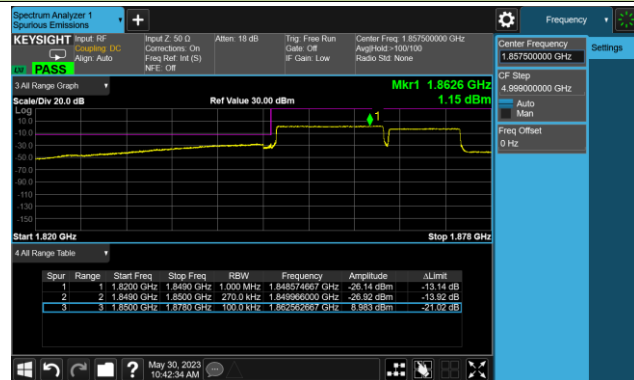 Spectrum Analyzer 1
Spurious Emissions
+
Frequency
KEYSIGHT
Input: RF
Coupling: DC
Align: Auto
Input Z: 50 Ω
Corrections: On
Freq Ref: Int (S)
NFE: Off
Atten: 18 dB
Trig: Free Run
Gate: Off
IF Gain: Low
Center Freq: 1.857500000 GHz
Avg|Hold:>100/100
Radio Std: None
PASS
Center Frequency
1.857500000 GHz
Settings
CF Step
4.999000000 GHz
Auto
Man
Freq Offset
0 Hz
3 All Range Graph
Mkr1 1.8626 GHz
Scale/Div 20.0 dB
Ref Value 30.00 dBm
1.15 dBm
Log
10.0
-10.0
-30.0
-50.0
-70.0
-90.0
-110
-130
-150
1
Start 1.820 GHz
Stop 1.878 GHz
4 All Range Table
Spur Range Start Freq Stop Freq RBW Frequency Amplitude ΔLimit
1 1 1.8200 GHz 1.8490 GHz 1.000 MHz 1.848574667 GHz -26.14 dBm -13.14 dB
2 2 1.8490 GHz 1.8500 GHz 270.0 kHz 1.849966000 GHz -26.92 dBm -13.92 dB
3 3 1.8500 GHz 1.8780 GHz 100.0 kHz 1.862562667 GHz 8.983 dBm -21.02 dB
?
May 30, 2023
10:42:34 AM